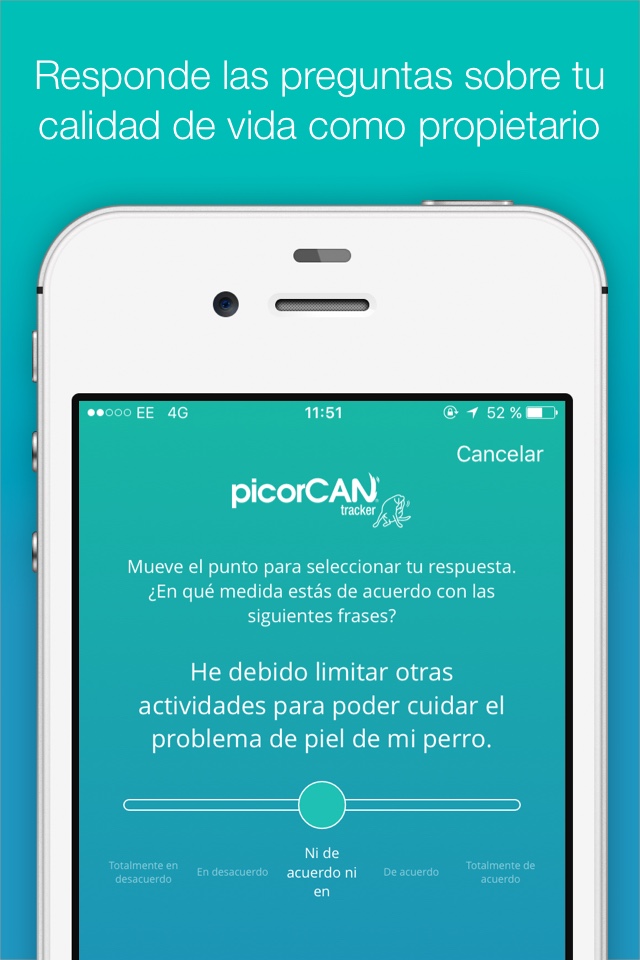 Responde las preguntas sobre tu
calidad de vida como propietario
EE 4G 11:51 52 %
Cancelar
picorCAN
tracker
Mueve el punto para seleccionar tu respuesta.
¿En qué medida estás de acuerdo con las
siguientes frases?
He debido limitar otras
actividades para poder cuidar el
problema de piel de mi perro.
Totalmente en
desacuerdo
En desacuerdo
Ni de
acuerdo ni
en
De acuerdo
Totalmente de
acuerdo